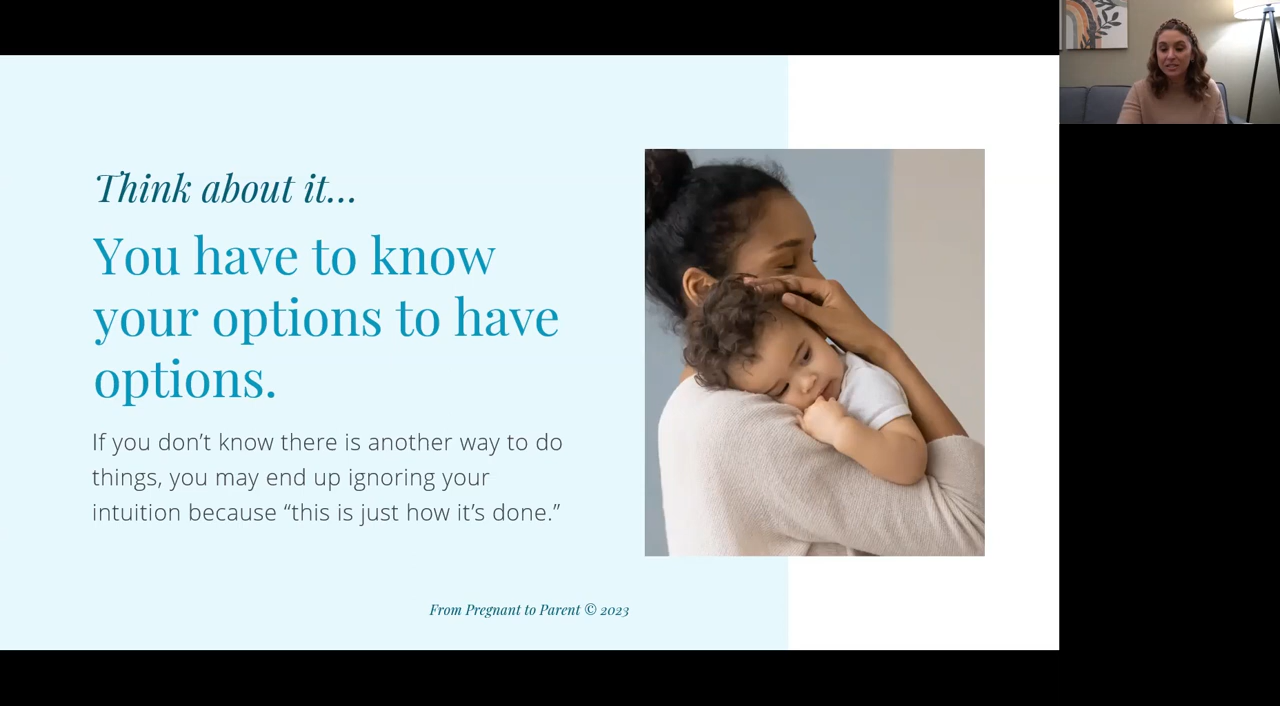 Think about it...
You have to know
your options to have
options.
If you don’t know there is another way to do
things, you may end up ignoring your
intuition because “this is just how it’s done.”
From Pregnant to Parent © 2023